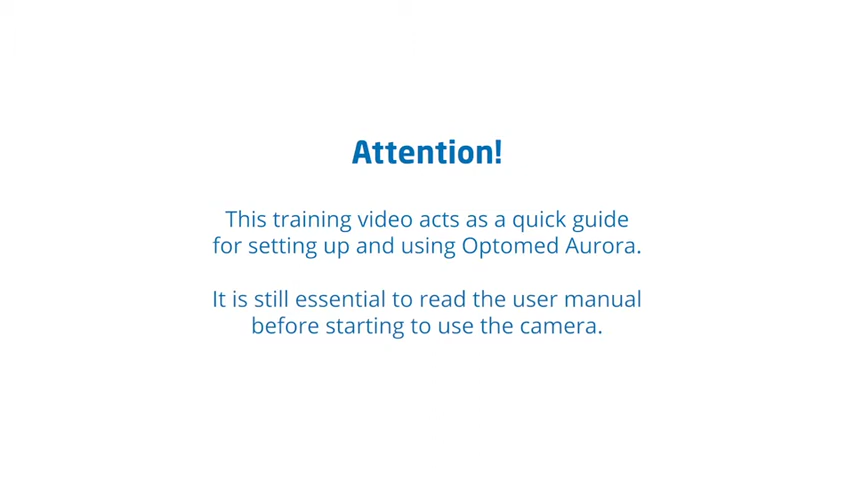 Attention!
This training video acts as a quick guide
for setting up and using Optomed Aurora.
It is still essential to read the user manual
before starting to use the camera.